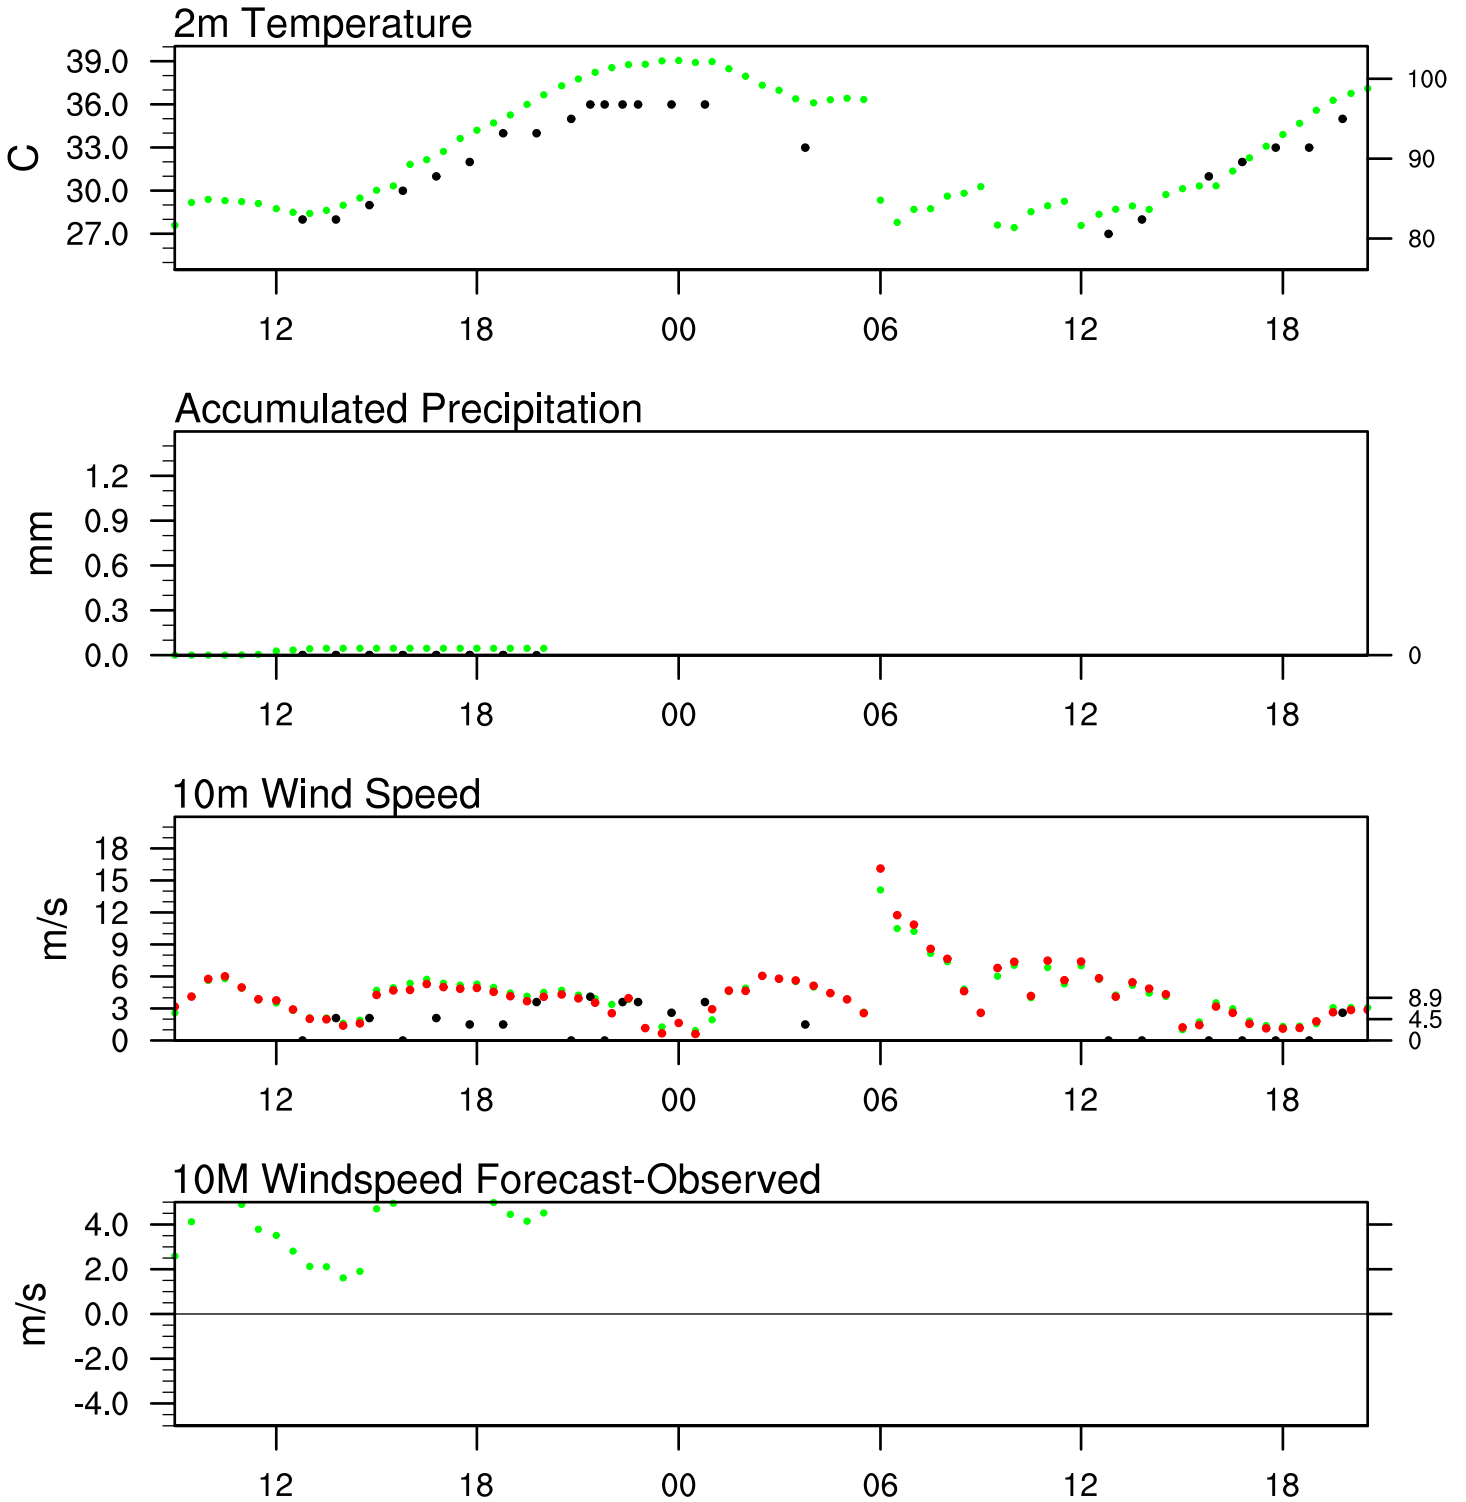 2m Temperature
39.0
36.0
33.0
30.0
27.0
C
100
90
80
12 18 00 06 12 18
Accumulated Precipitation
1.2
0.9
0.6
0.3
0.0
mm
0
12 18 00 06 12 18
10m Wind Speed
18
15
12
9
6
3
0
m/s
8.9
4.5
0
12 18 00 06 12 18
10M Windspeed Forecast-Observed
4.0
2.0
0.0
-2.0
-4.0
m/s
12 18 00 06 12 18